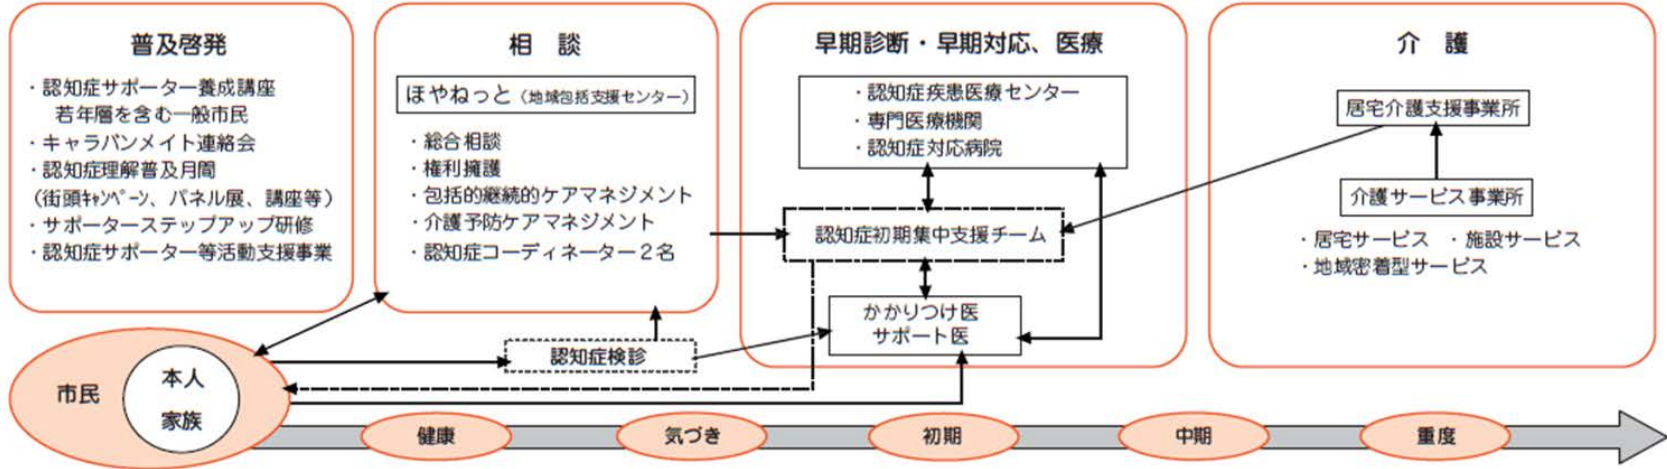 普及啓発
・認知症サポーター養成講座
若年層を含む一般市民
・キャラバンメイト連絡会
・認知症理解普及月間
（街頭ｷｬﾝﾍﾟｰﾝ、パネル展、講座等）
・サポーターステップアップ研修
・認知症サポーター等活動支援事業
相　談
ほやねっと（地域包括支援センター）
・総合相談
・権利擁護
・包括的継続的ケアマネジメント
・介護予防ケアマネジメント
・認知症コーディネーター２名
早期診断・早期対応、医療
・認知症疾患医療センター
・専門医療機関
・認知症対応病院
認知症初期集中支援チーム
かかりつけ医
サポート医
介　護
居宅介護支援事業所
介護サービス事業所
・居宅サービス　・施設サービス
・地域密着型サービス
認知症検診
市民
本人
家族
健康
気づき
初期
中期
重度